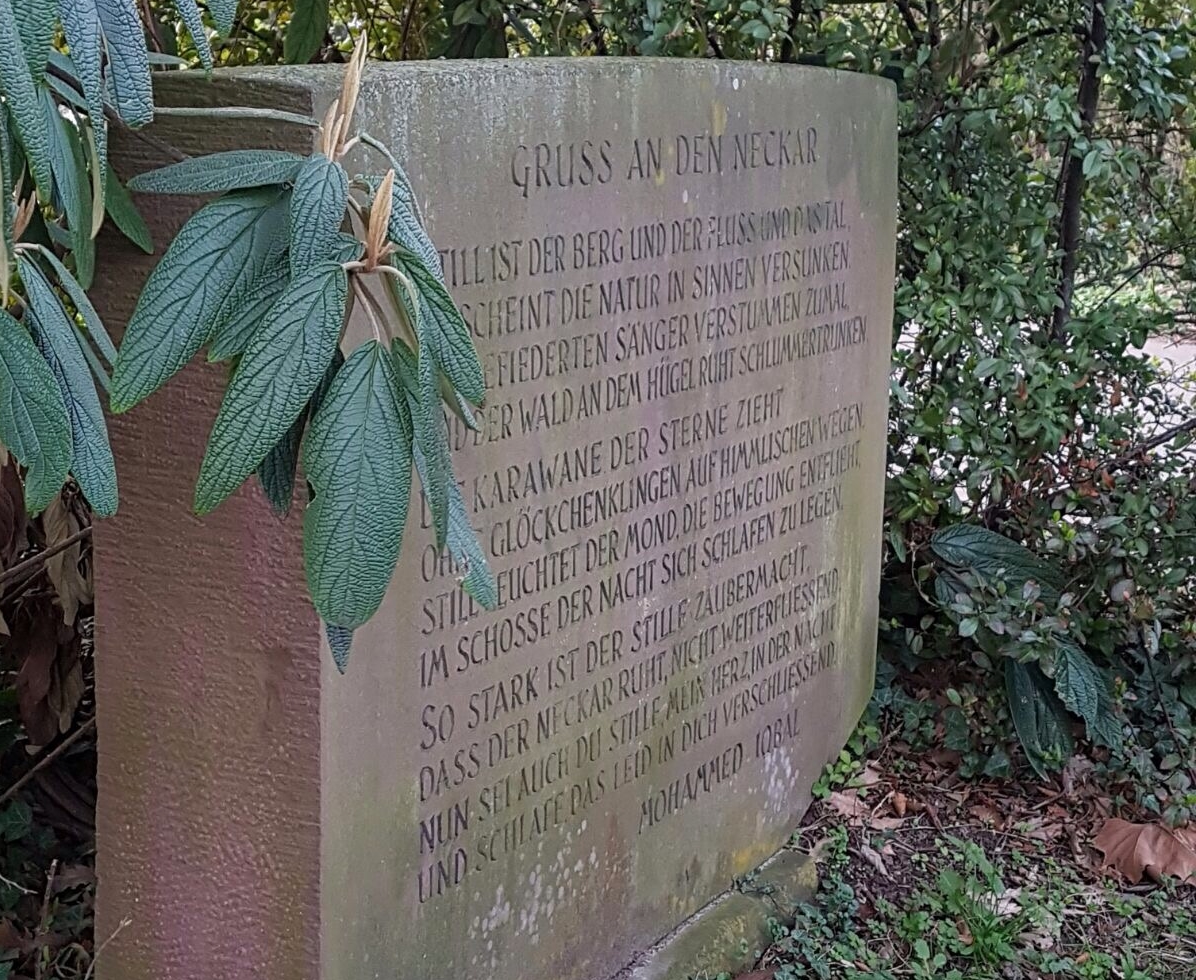 GRUSS AN DEN NECKAR
TILL IST DER BERG UND DER FLUSS UND DAS TAL,
SCHEINT DIE NATUR IN SINNEN VERSUNKEN
EFIEDERTEN SÄNGER VERSTUMMEN ZUMAL,
ND DER WALD AN DEM HÜGEL RUHT SCHLUMMERTRUNKEN.
KARAWANE DER STERNE ZIEHT
GLÖCKCHENKLINGEN AUF HIMMLISCHEN WEGEN.
STILL LEUCHTET DER MOND, DIE BEWEGUNG ENTFLIEHT,
IM SCHOSSE DER NACHT SICH SCHLAFEN ZU LEGEN.
SO STARK IST DER STILLE ZAUBERMACHT,
DASS DER NECKAR RUHT, NICHT WEITERFLIESSEND.
NUN SEI AUCH DU STILLE, MEIN HERZ, IN DER NACHT
UND SCHLAFE DAS LEID IN DICH VERSCHLIESSEND.
MOHAMMED - IQBAL